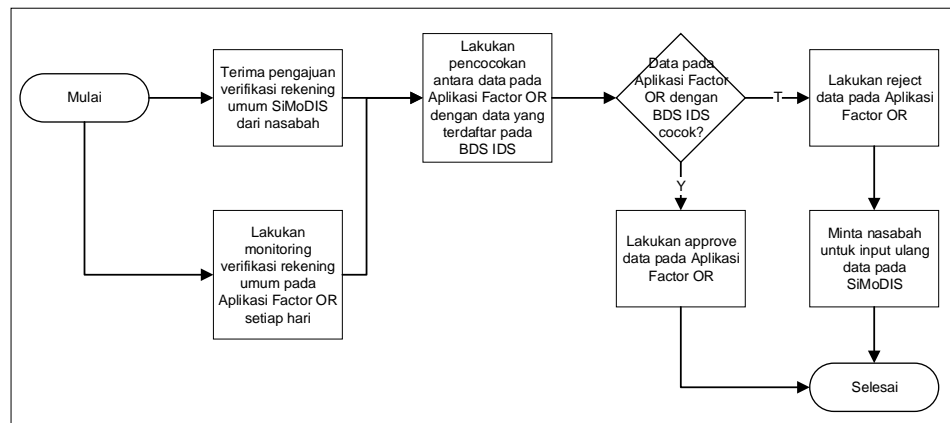 Mulai
Terima pengajuan
verifikasi rekening
umum SiMoDIS
dari nasabah
Lakukan
monitoring
verifikasi rekening
umum pada
Aplikasi Factor OR
setiap hari
Lakukan
pencocokan
antara data pada
Aplikasi Factor OR
dengan data yang
terdaftar pada
BDS IDS
Data pada
Aplikasi Factor
OR dengan
BDS IDS
cocok?
T
Y
Lakukan reject
data pada Aplikasi
Factor OR
Lakukan approve
data pada Aplikasi
Factor OR
Minta nasabah
untuk input ulang
data pada
SiMoDIS
Selesai